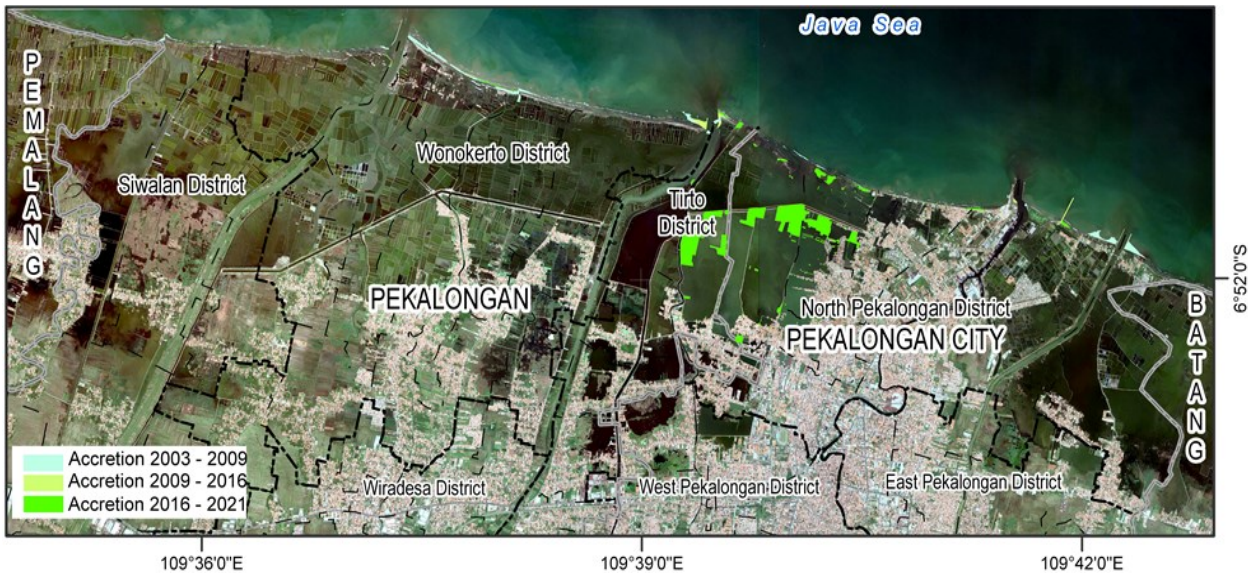 Java Sea
PEMALANG
Wonokerto District
Siwalan District
Tirto
District
PEKALONGAN
North Pekalongan District
PEKALONGAN CITY
BATANG
6°52'0"S
Accretion 2003 - 2009
Accretion 2009 - 2016
Accretion 2016 - 2021
Wiradesa District
West Pekalongan District
East Pekalongan District
109°36'0"E
109°39'0"E
109°42'0"E